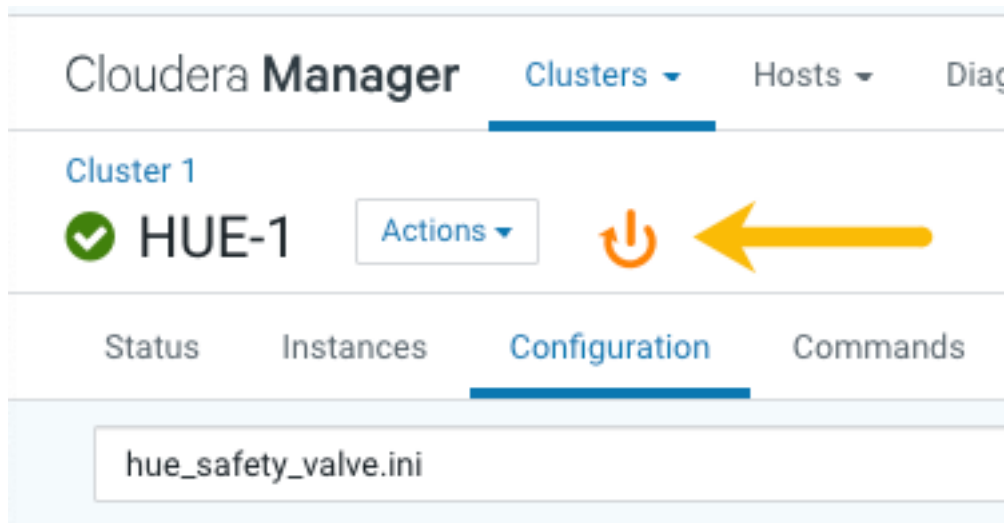 Cloudera Manager Clusters Hosts
Cluster 1
HUE-1 Actions
Status Instances Configuration Commands
hue_safety_valve.ini